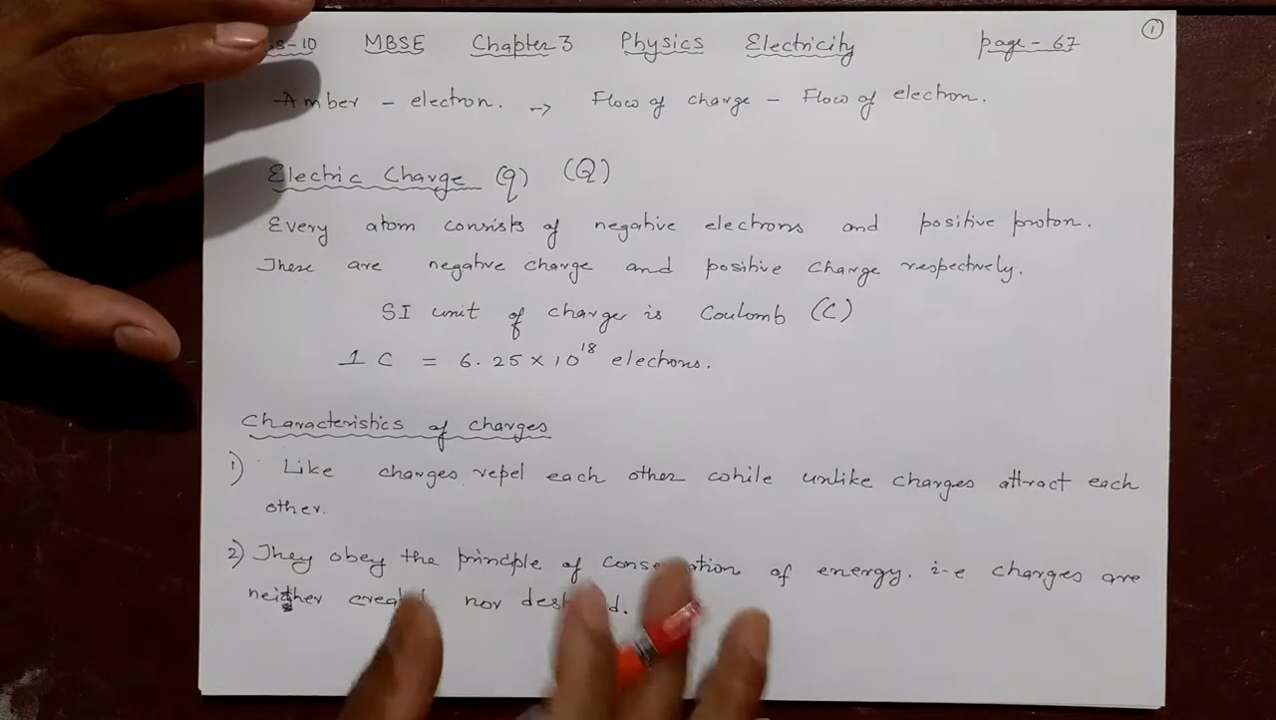 1
s-10 MBSE Chapter 3 Physics Electricity page - 67
Amber - electron. → Flow of charge - Flow of electron.
Electric Charge (q) (Q)
Every atom consists of negative electrons and positive proton.
These are negative charge and positive charge respectively.
SI unit of charge is Coulomb (C)
1 C = 6.25 × 10¹⁸ electrons.
Characteristics of charges
1) Like charges repel each other while unlike charges attract each
other.
2) They obey the principle of conservation of energy. i-e charges are
neither nor